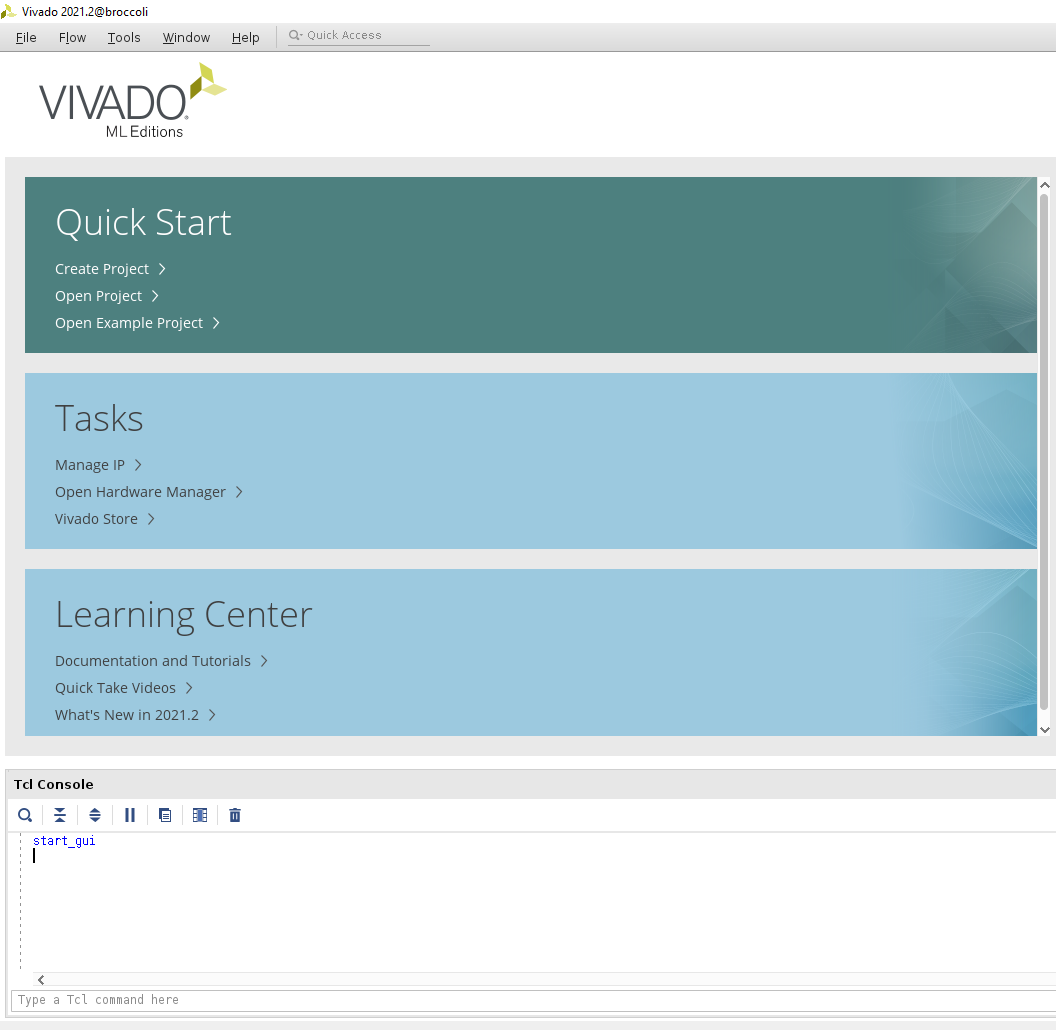 Vivado 2021.2@broccoli
File Flow Tools Window Help Quick Access
VIVADO®
ML Editions
Quick Start
Create Project
Open Project
Open Example Project
Tasks
Manage IP
Open Hardware Manager
Vivado Store
Learning Center
Documentation and Tutorials
Quick Take Videos
What's New in 2021.2
Tcl Console
start_gui
Type a Tcl command here